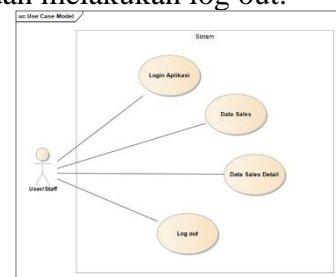 dan melakukan log out.
uc Use Case Model
Sistem
Login Aplikasi
Data Sales
Data Sales Detail
User/Staff
Log out